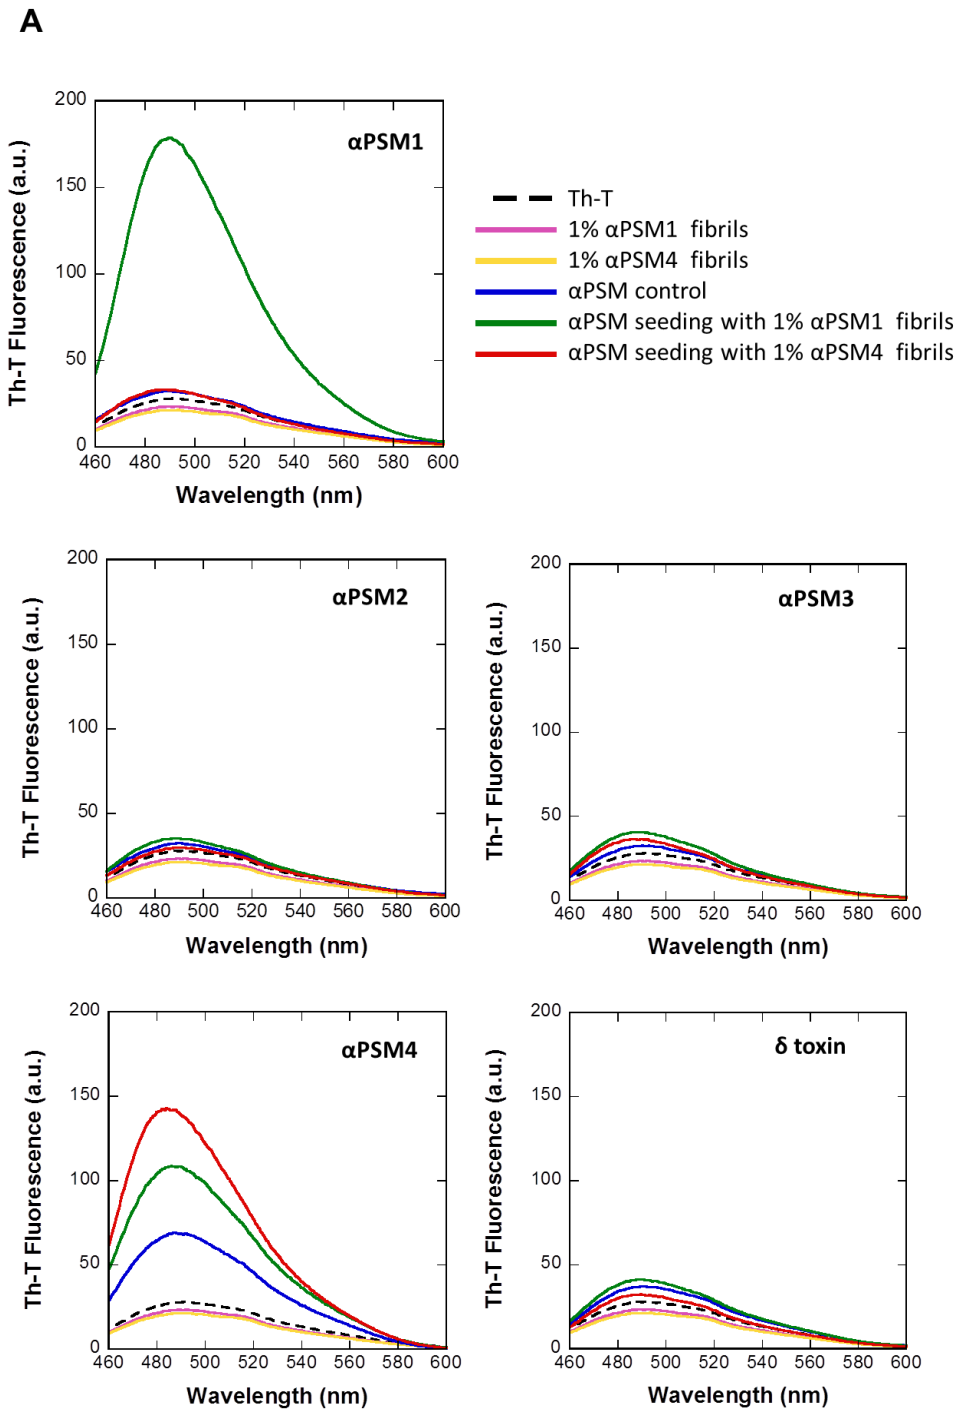 A
αPSM1
200
150
100
50
0
Th-T Fluorescence (a.u.)
460 480 500 520 540 560 580 600
Wavelength (nm)
Th-T
1% αPSM1 fibrils
1% αPSM4 fibrils
αPSM control
αPSM seeding with 1% αPSM1 fibrils
αPSM seeding with 1% αPSM4 fibrils
αPSM2
200
150
100
50
0
Th-T Fluorescence (a.u.)
460 480 500 520 540 560 580 600
Wavelength (nm)
αPSM3
200
150
100
50
0
Th-T Fluorescence (a.u.)
460 480 500 520 540 560 580 600
Wavelength (nm)
αPSM4
200
150
100
50
0
Th-T Fluorescence (a.u.)
460 480 500 520 540 560 580 600
Wavelength (nm)
δ toxin
200
150
100
50
0
Th-T Fluorescence (a.u.)
460 480 500 520 540 560 580 600
Wavelength (nm)